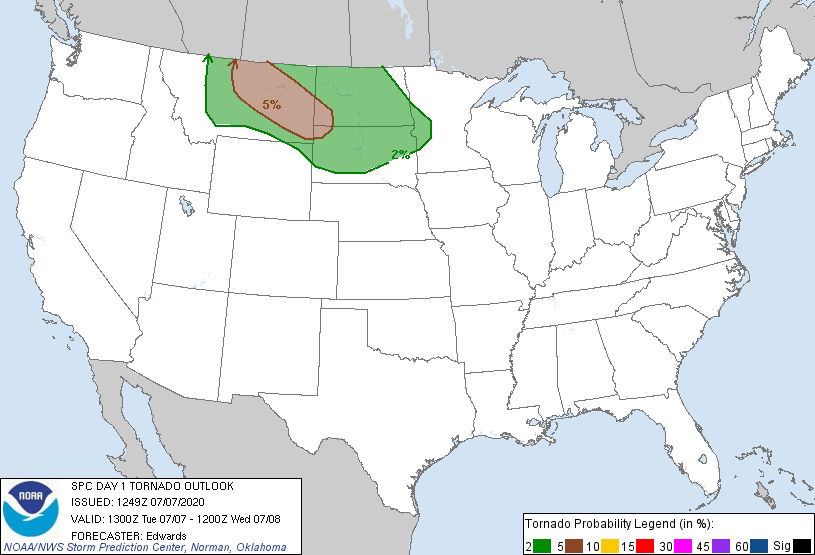 5%
2%
NOAA
SPC DAY 1 TORNADO OUTLOOK
ISSUED: 1249Z 07/07/2020
VALID: 1300Z Tue 07/07 - 1200Z Wed 07/08
FORECASTER: Edwards
NOAA/NWS Storm Prediction Center, Norman, Oklahoma
Tornado Probability Legend (in %):
2 5 10 15 30 45 60 Sig